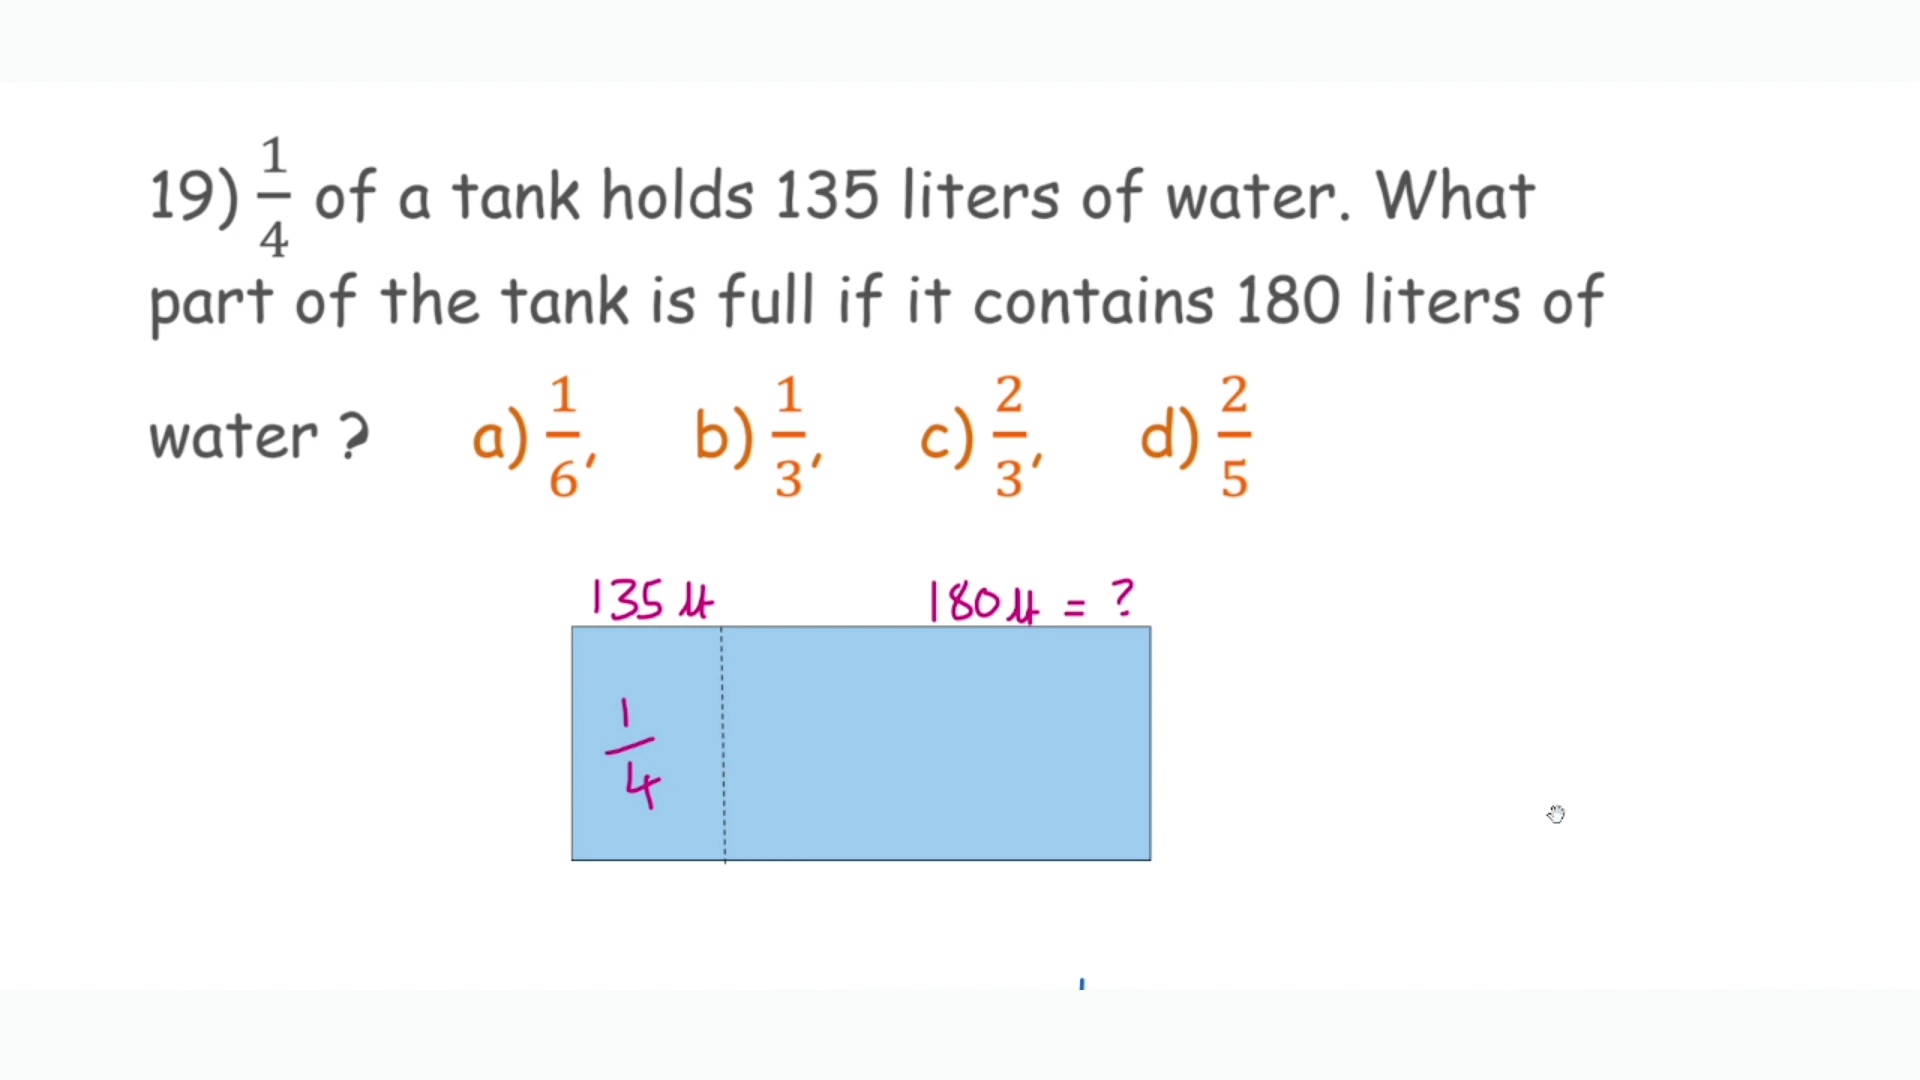 19) 1/4 of a tank holds 135 liters of water. What
part of the tank is full if it contains 180 liters of
water ? a) 1/6, b) 1/3, c) 2/3, d) 2/5
135 lt 180 lt = ?
1/4